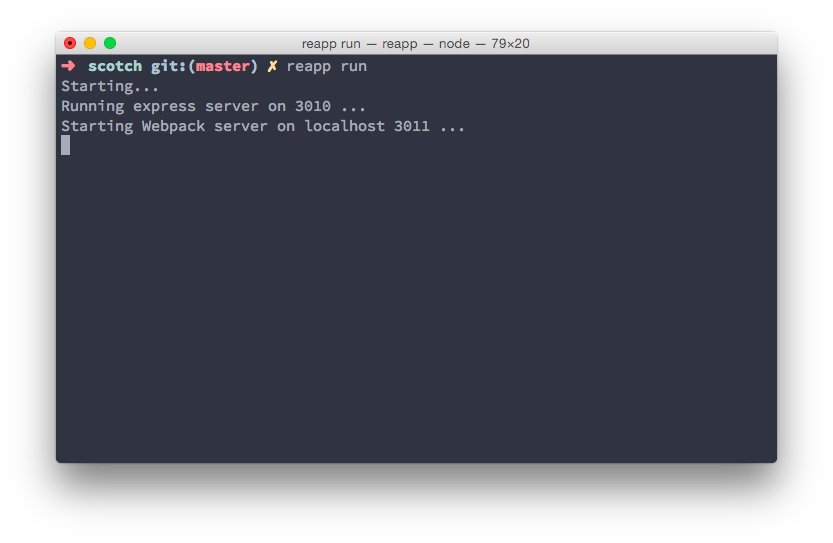 reapp run — reapp — node — 79×20
➜ scotch git:(master) ✗ reapp run
Starting...
Running express server on 3010 ...
Starting Webpack server on localhost 3011 ...